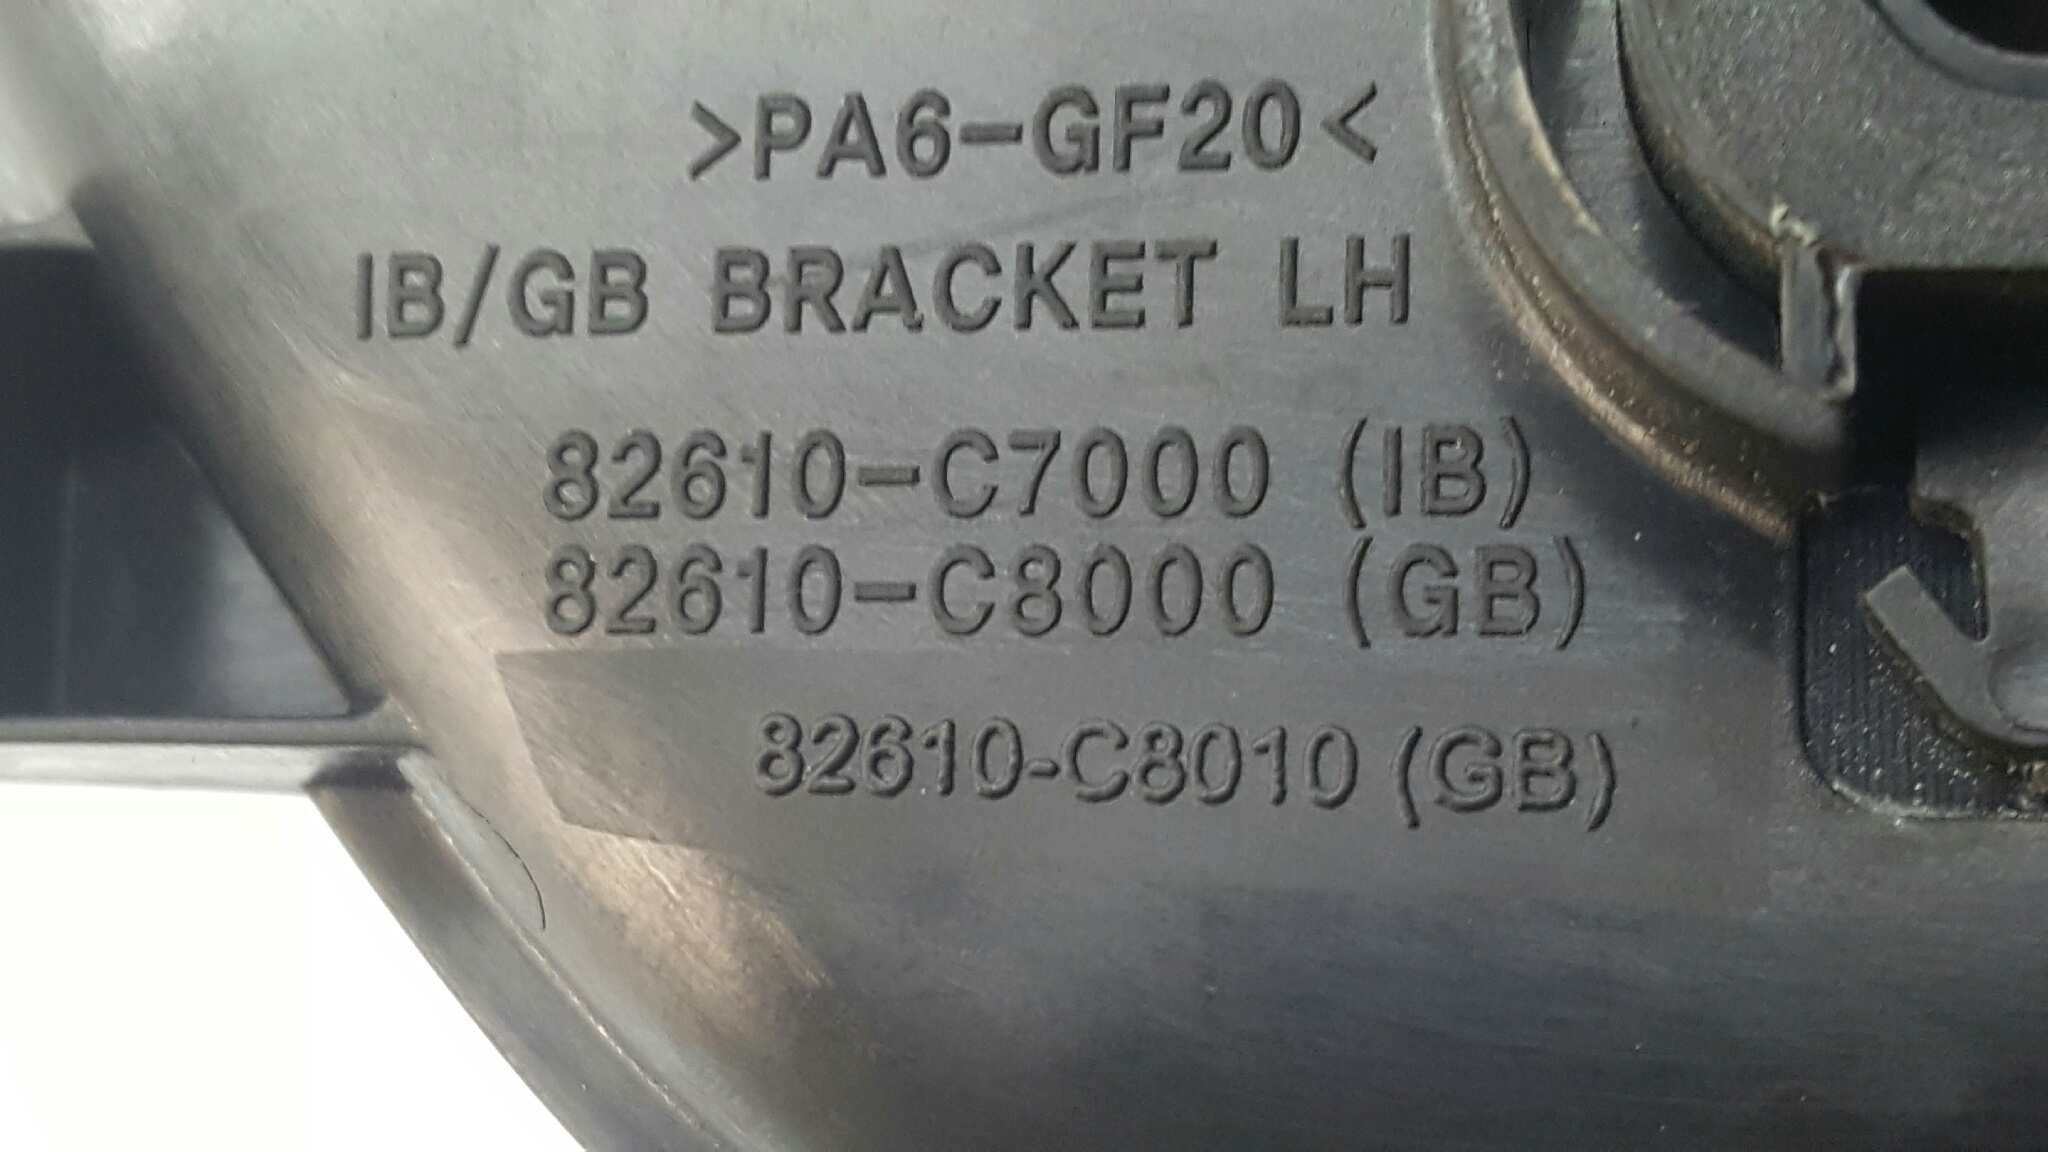 >PA6-GF20<
IB/GB BRACKET LH
82610-C7000 (IB)
82610-C8000 (GB)
82610-C8010 (GB)